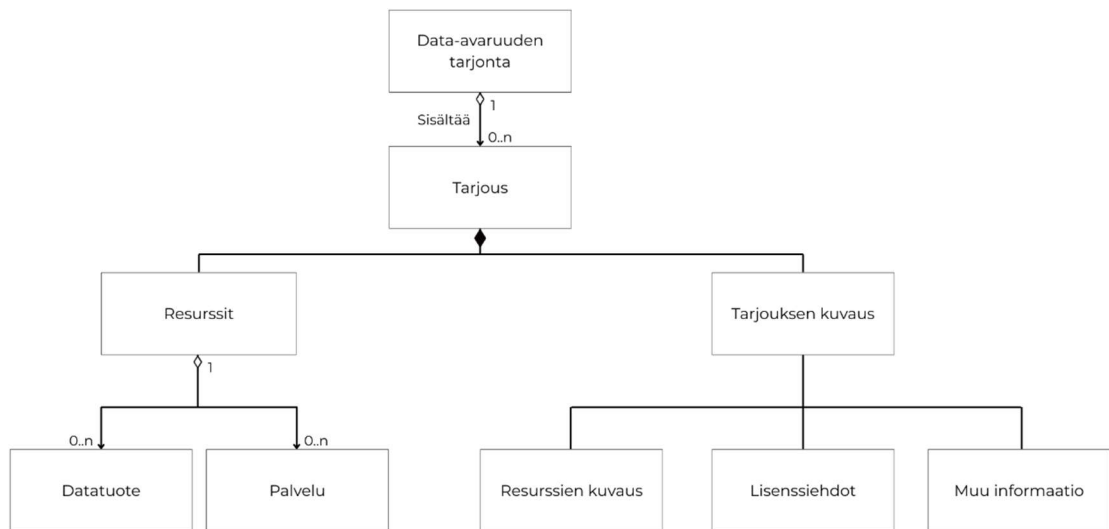 Data-avaruuden
tarjonta
1
Sisältää
0..n
Tarjous
Resurssit
Tarjouksen kuvaus
1
0..n
0..n
Datatuote
Palvelu
Resurssien kuvaus
Lisenssiehdot
Muu informaatio